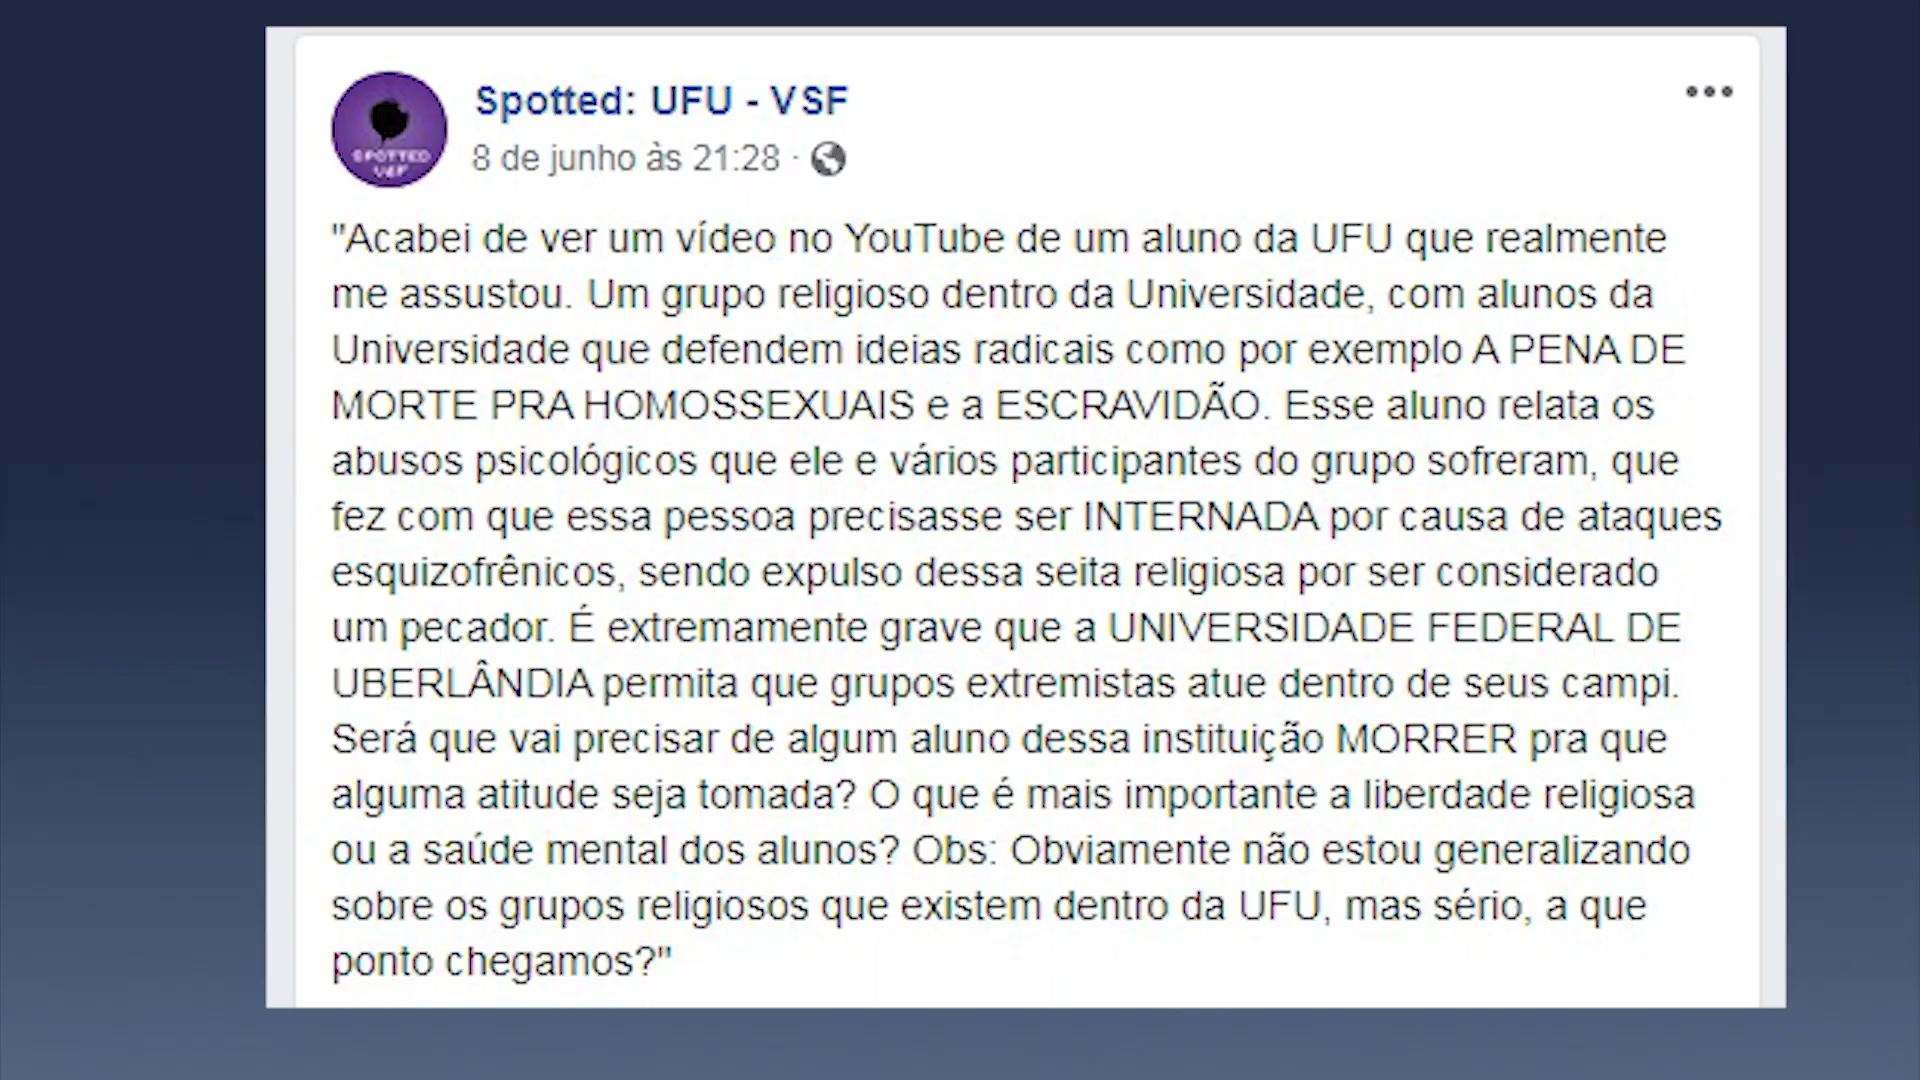 Spotted: UFU - VSF
8 de junho às 21:28 ·
SPOTTED
VSF
"Acabei de ver um vídeo no YouTube de um aluno da UFU que realmente
me assustou. Um grupo religioso dentro da Universidade, com alunos da
Universidade que defendem ideias radicais como por exemplo A PENA DE
MORTE PRA HOMOSSEXUAIS e a ESCRAVIDÃO. Esse aluno relata os
abusos psicológicos que ele e vários participantes do grupo sofreram, que
fez com que essa pessoa precisasse ser INTERNADA por causa de ataques
esquizofrênicos, sendo expulso dessa seita religiosa por ser considerado
um pecador. É extremamente grave que a UNIVERSIDADE FEDERAL DE
UBERLÂNDIA permita que grupos extremistas atue dentro de seus campi.
Será que vai precisar de algum aluno dessa instituição MORRER pra que
alguma atitude seja tomada? O que é mais importante a liberdade religiosa
ou a saúde mental dos alunos? Obs: Obviamente não estou generalizando
sobre os grupos religiosos que existem dentro da UFU, mas sério, a que
ponto chegamos?"